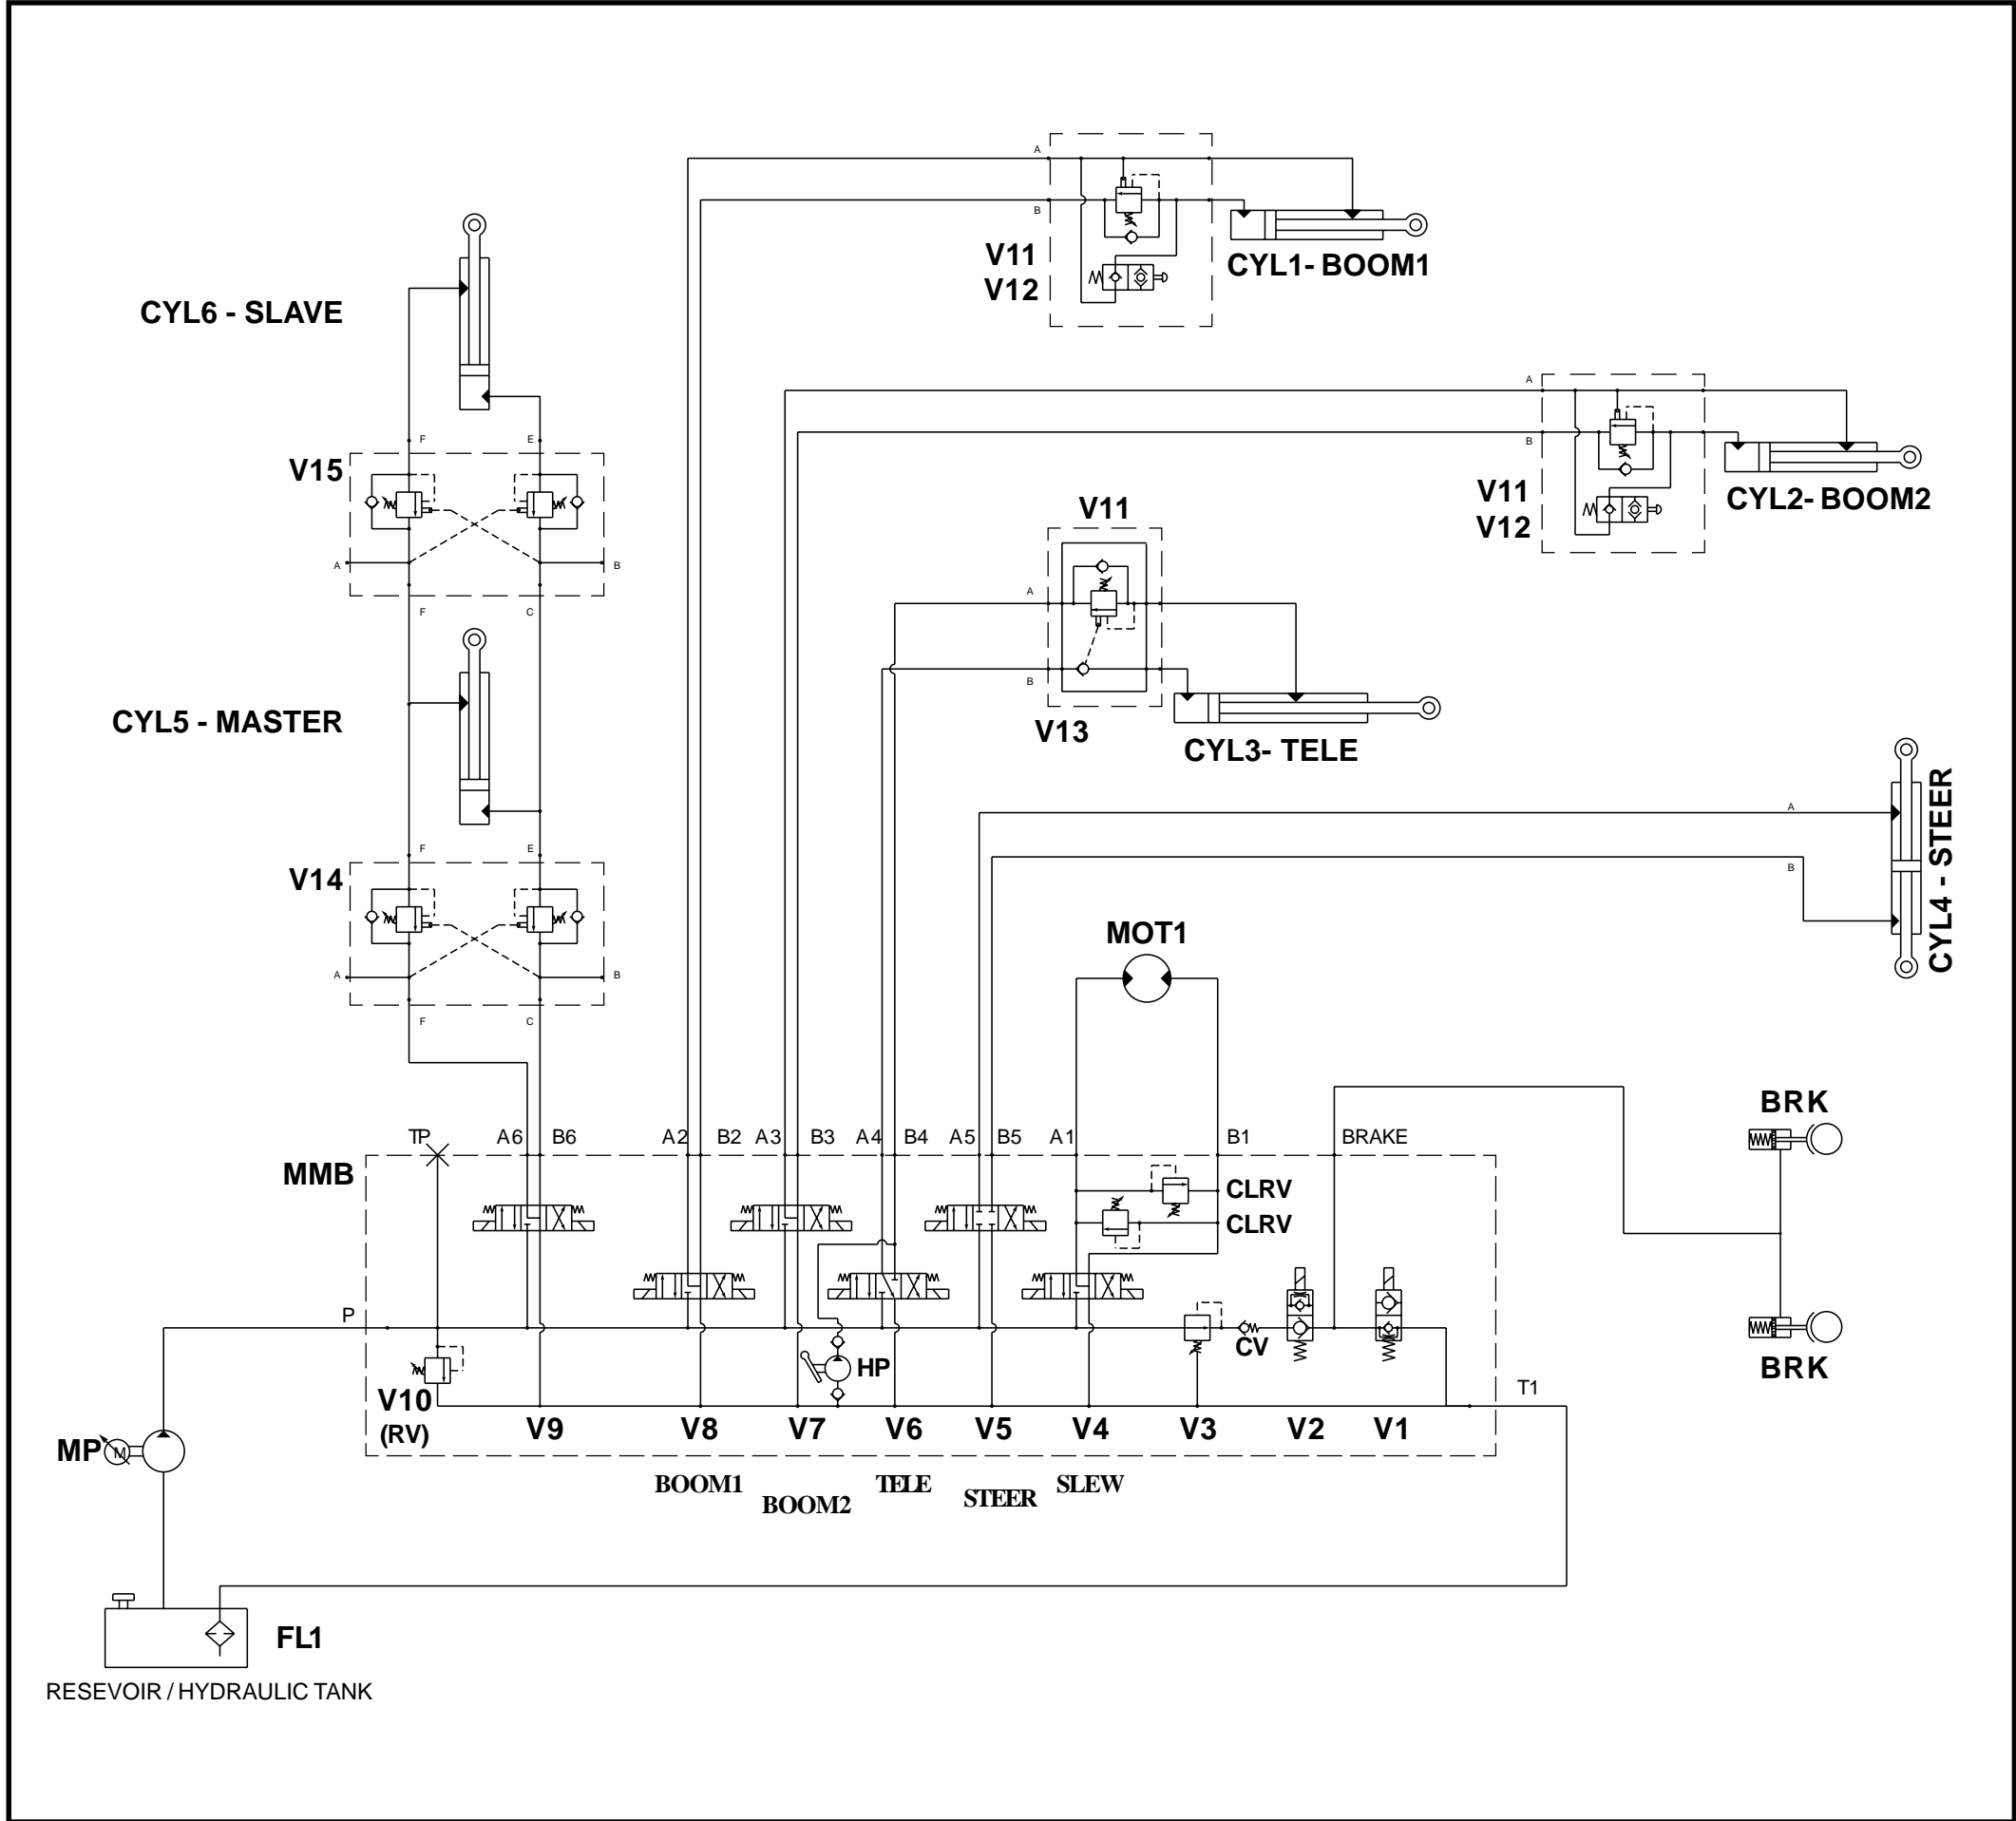 A
B
V11
V12
CYL1- BOOM1
CYL6 - SLAVE
A
B
V11
V12
CYL2- BOOM2
F
E
V15
A
B
F
C
V11
A
B
V13
CYL3- TELE
CYL5 - MASTER
A
B
CYL4 - STEER
F
E
V14
A
B
F
C
MOT1
BRK
BRK
TP
A6
B6
A2
B2
A3
B3
A4
B4
A5
B5
A1
B1
BRAKE
MMB
CLRV
CLRV
P
CV
HP
T1
V10
(RV)
V9
V8
V7
V6
V5
V4
V3
V2
V1
MP
M
BOOM1
BOOM2
TELE
STEER
SLEW
FL1
RESEVOIR / HYDRAULIC TANK